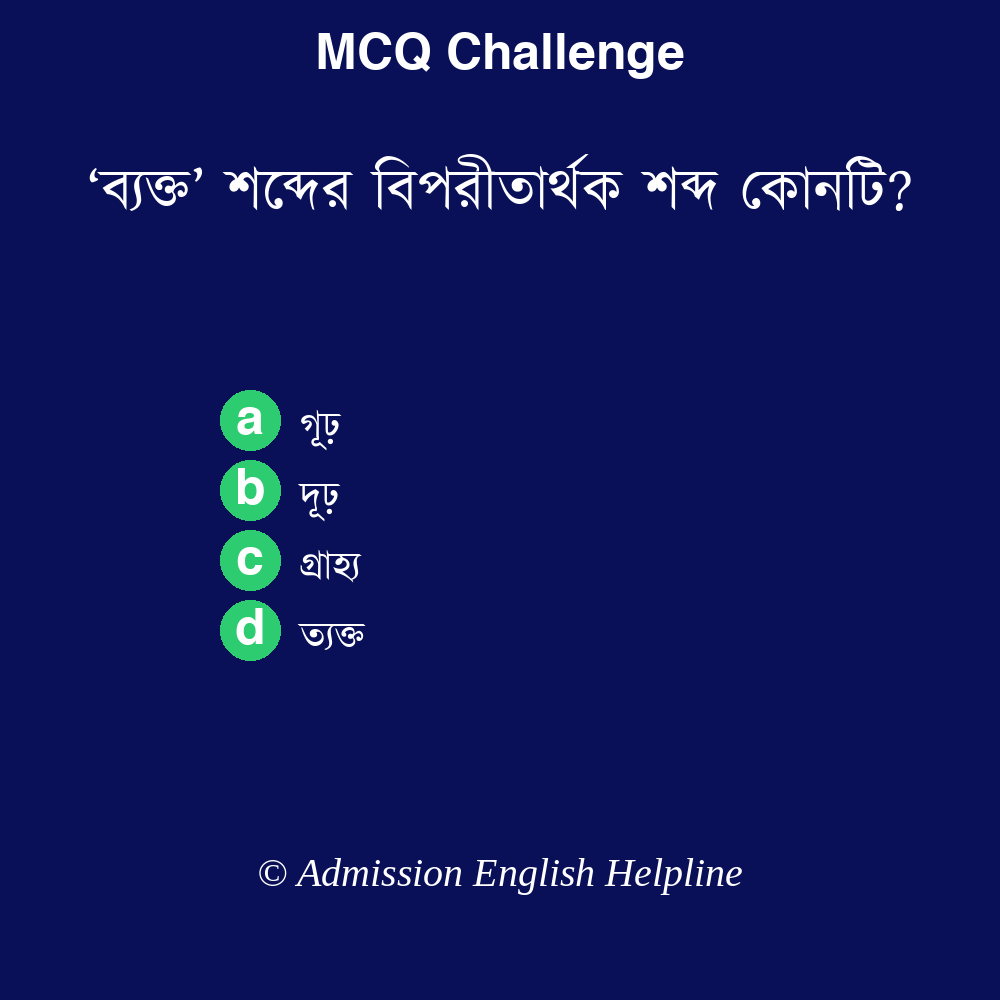 MCQ Challenge
‘ব্যক্ত’ শব্দের বিপরীতার্থক শব্দ কোনটি?
a গূঢ়
b দূঢ়
c গ্রাহ্য
d ত্যক্ত
© Admission English Helpline